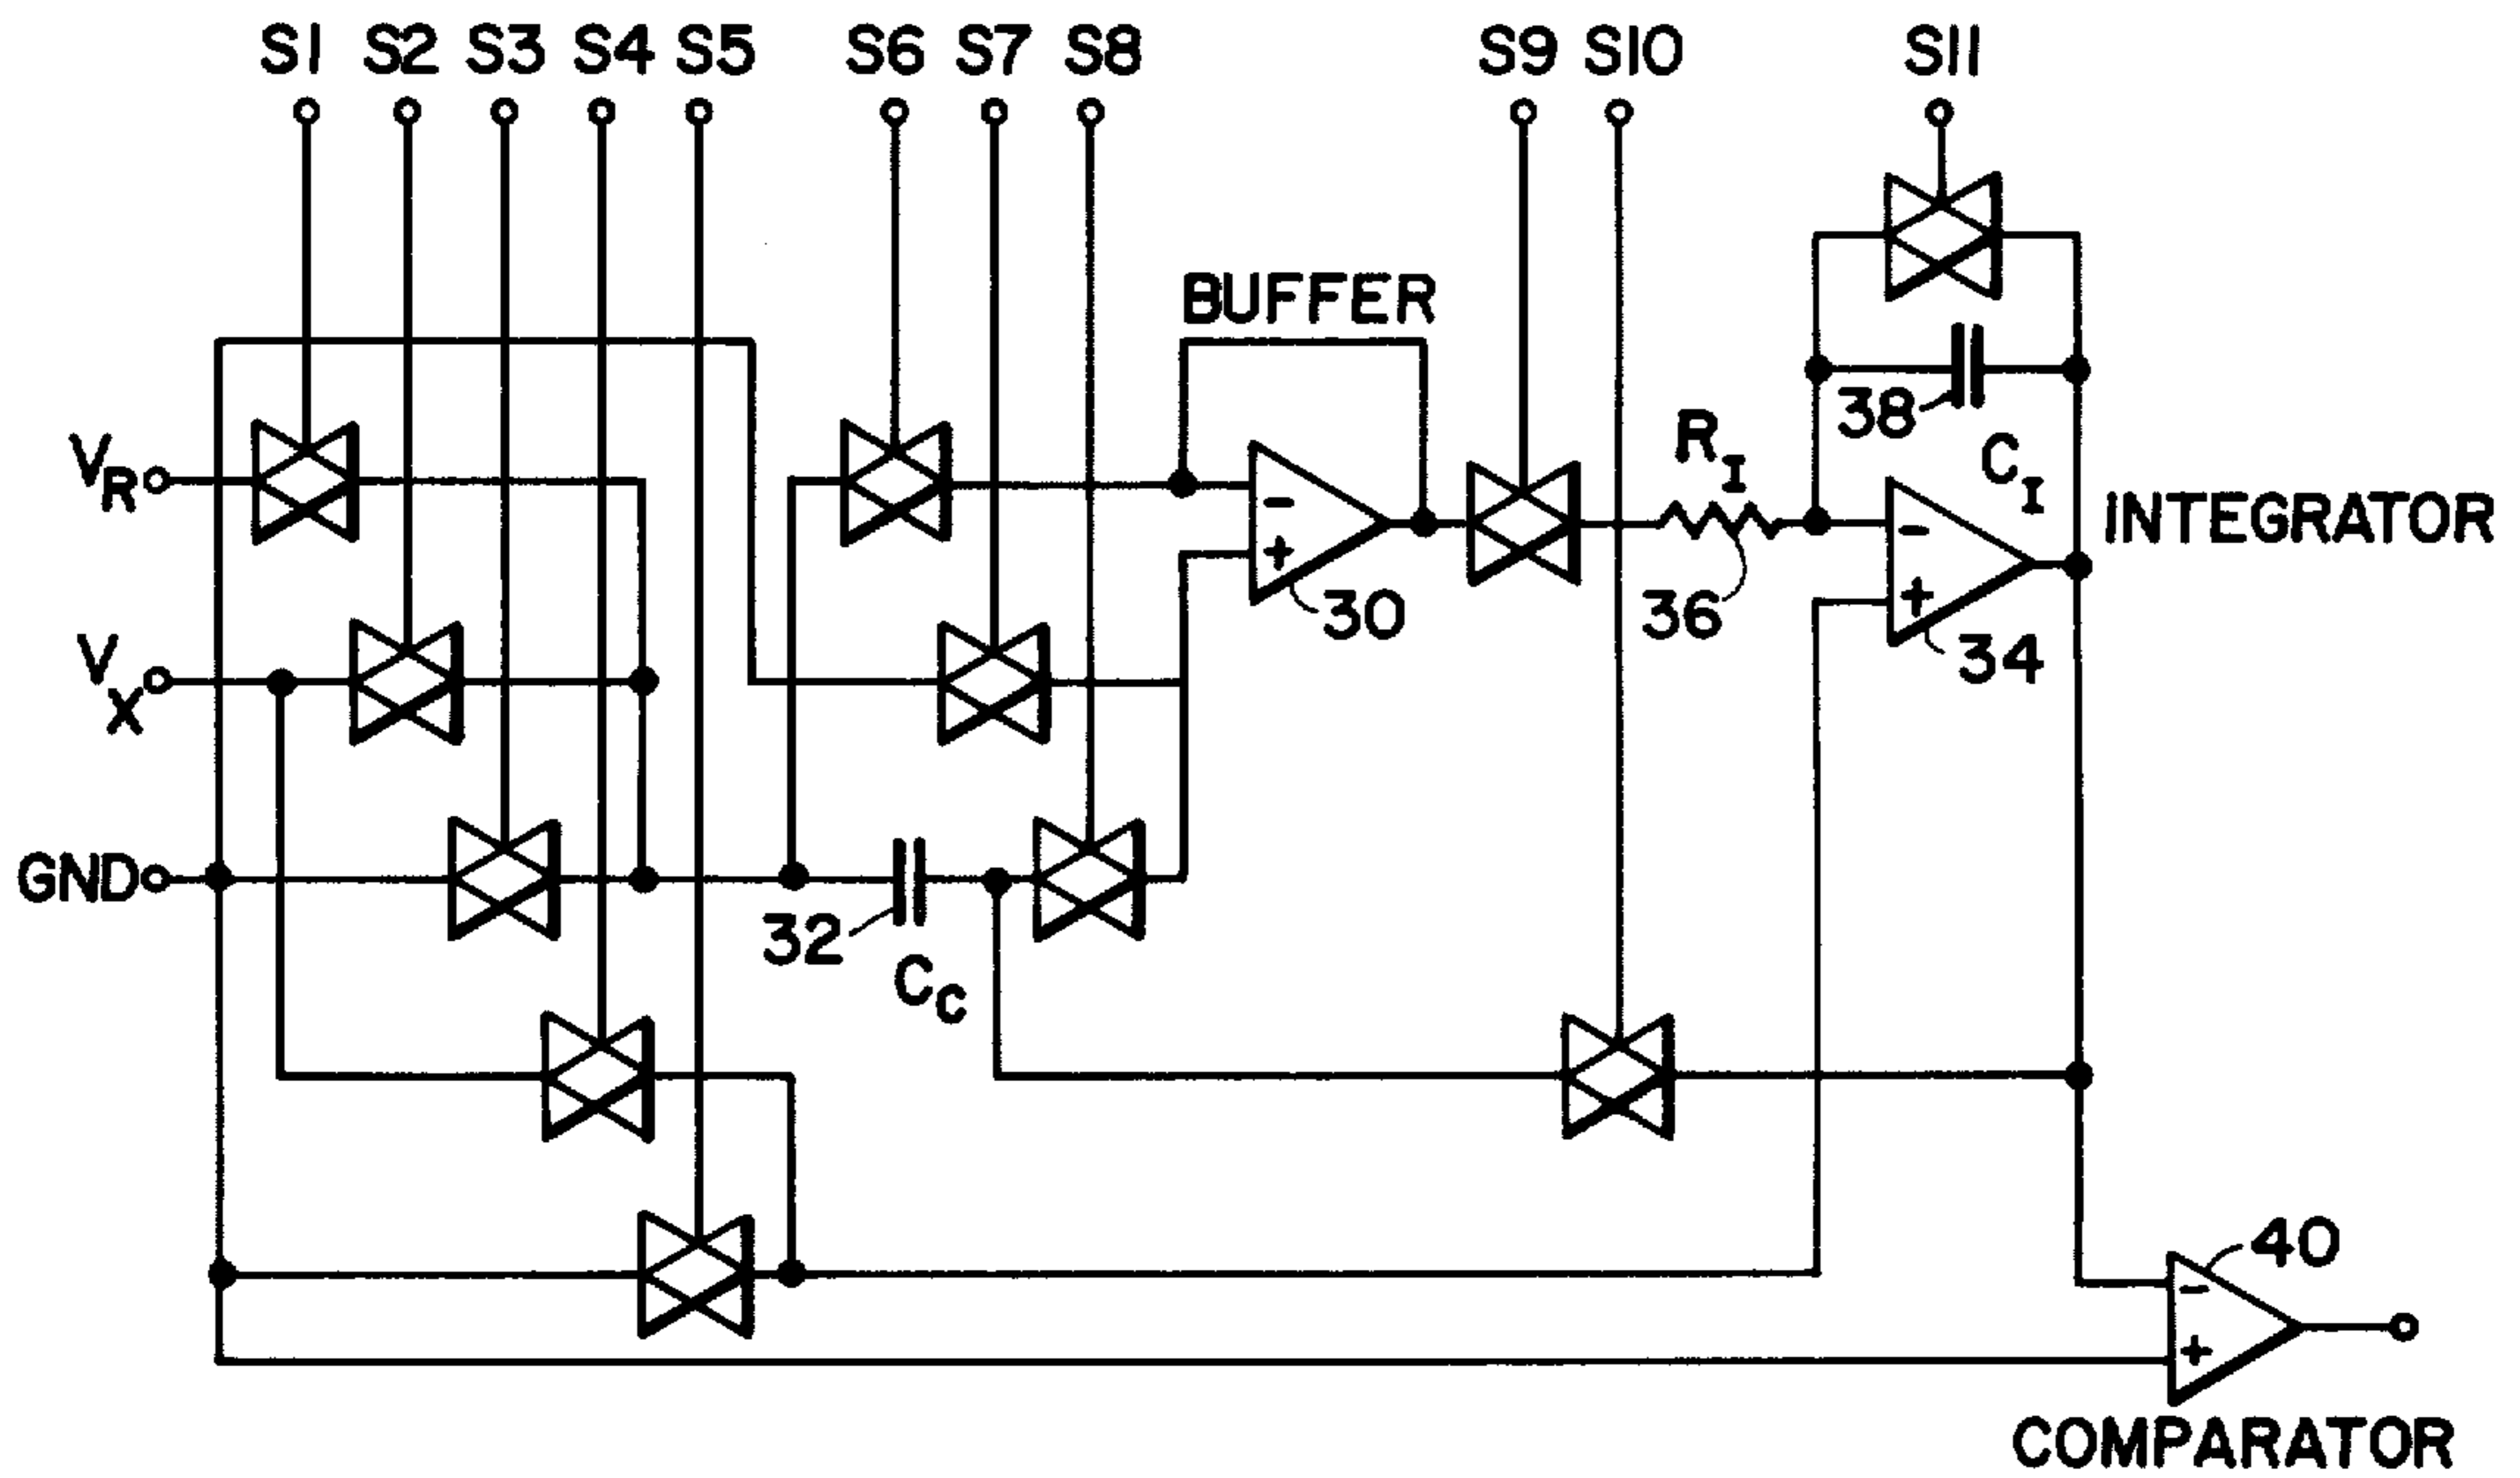 S1 S2 S3 S4 S5 S6 S7 S8 S9 S10 S11
BUFFER
VR
RI
38
CI
INTEGRATOR
-
+
30
36
-
+
34
VX
GND
32
CC
40
-
+
COMPARATOR